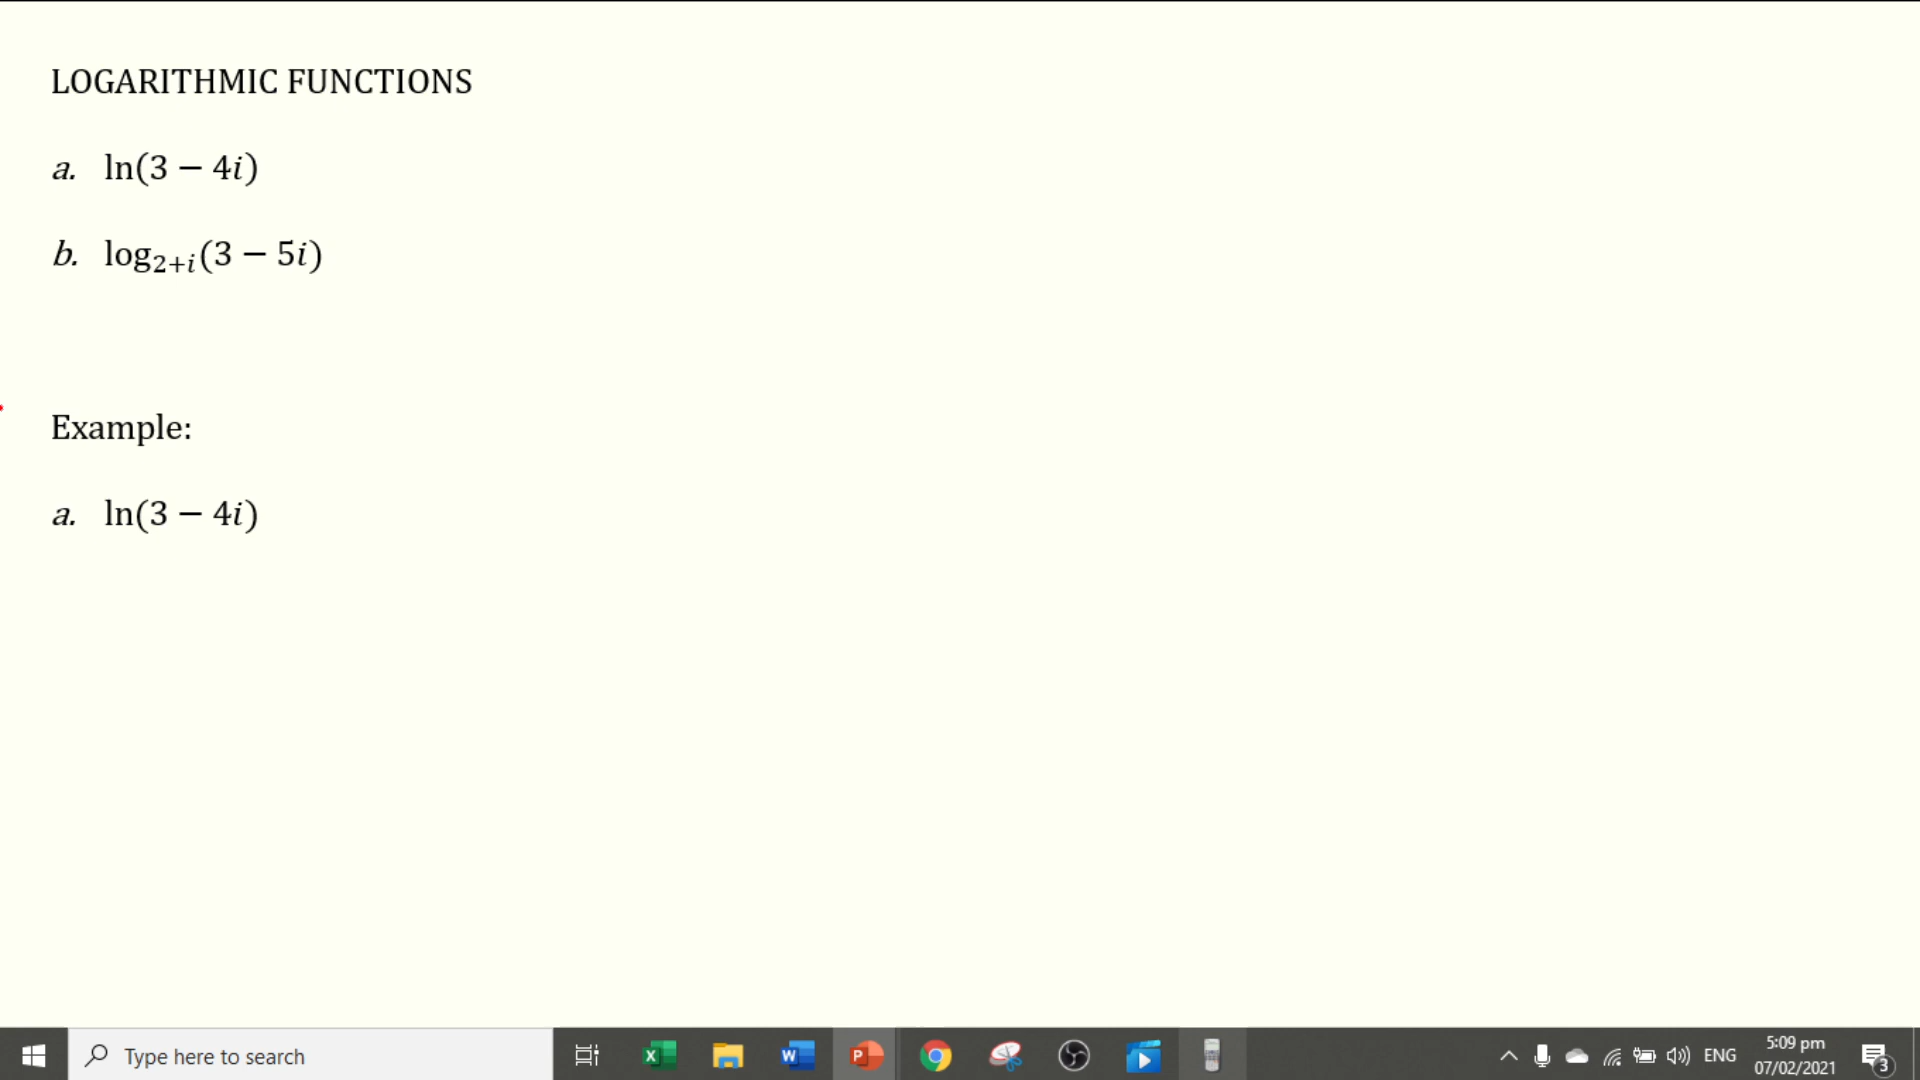 LOGARITHMIC FUNCTIONS
a. ln(3 − 4i)
b. log₂₊ᵢ(3 − 5i)
Example:
a. ln(3 − 4i)
Type here to search
ENG
5:09 pm
07/02/2021
3